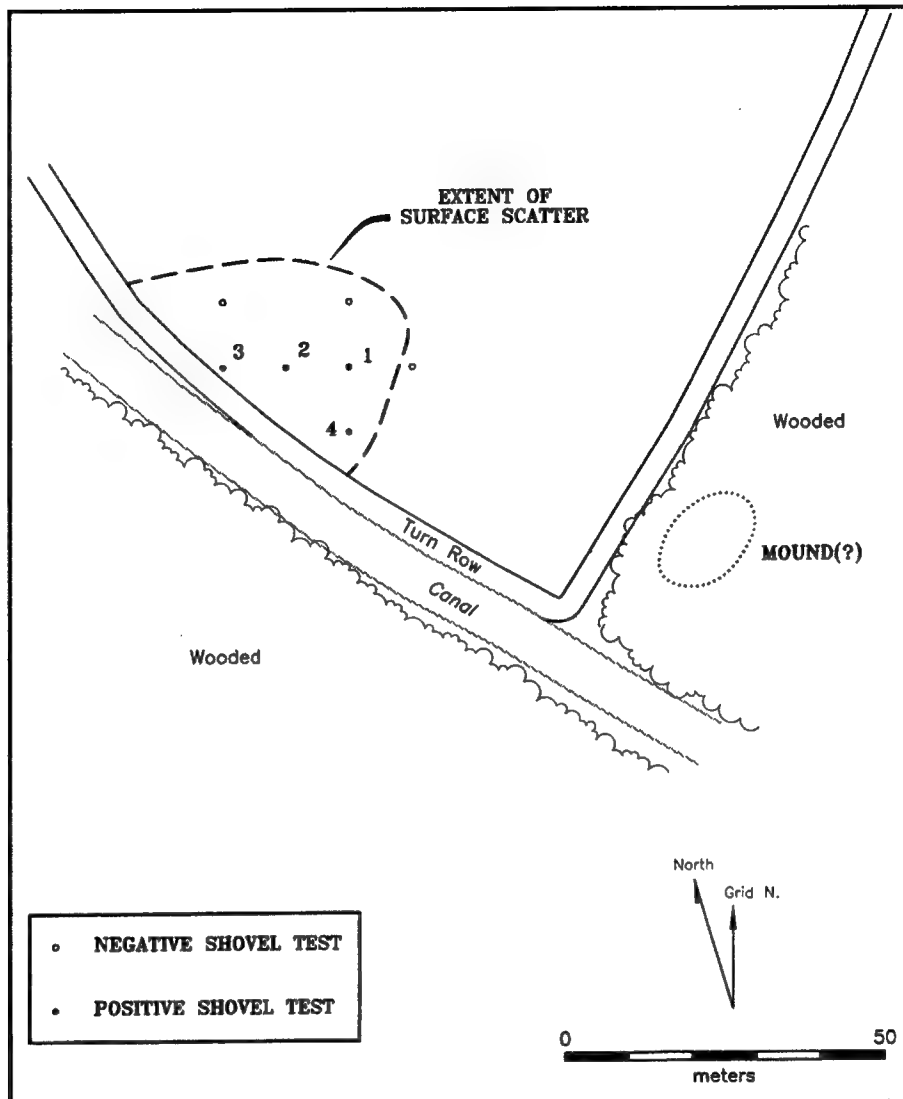 EXTENT OF
SURFACE SCATTER
3
2
1
4
Wooded
MOUND(?)
Turn Row
Canal
Wooded
North
Grid N.
NEGATIVE SHOVEL TEST
POSITIVE SHOVEL TEST
0
50
meters